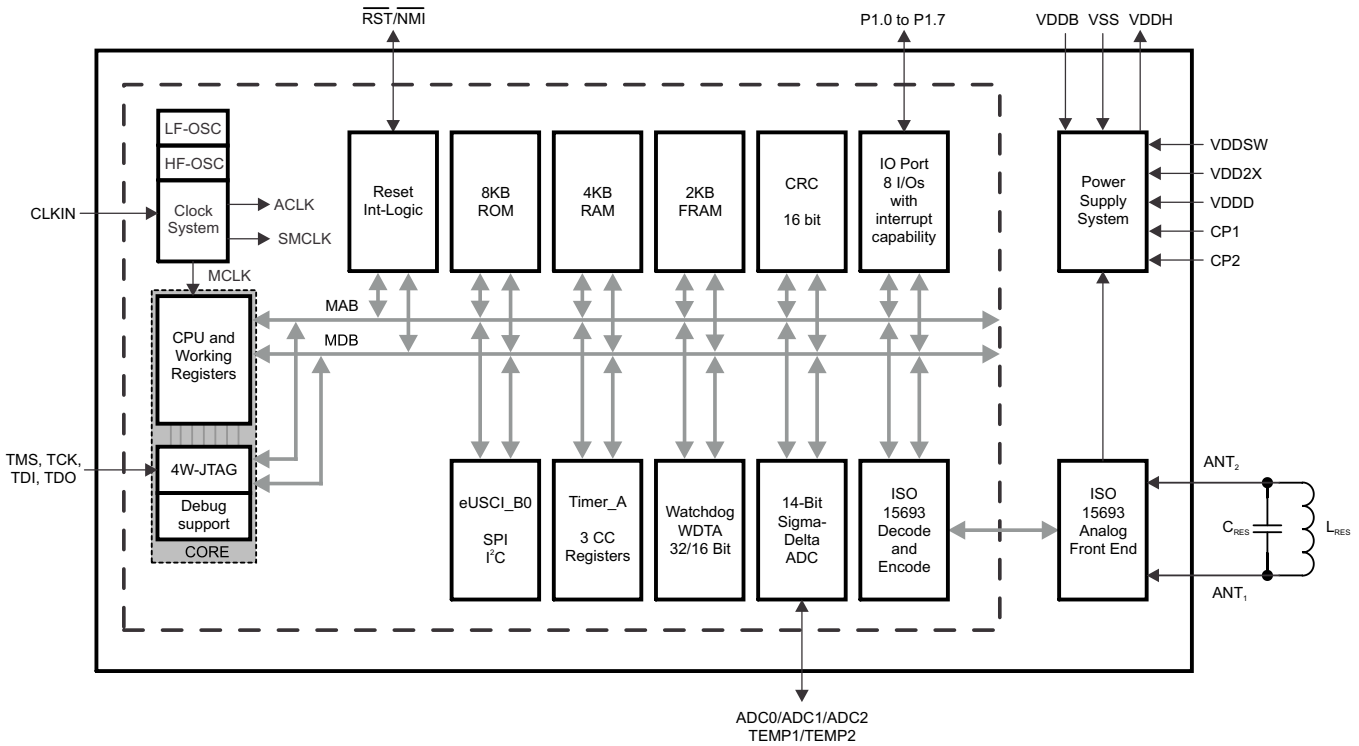 RST/NMI
P1.0 to P1.7
VDDB
VSS
VDDH
LF-OSC
HF-OSC
Clock
System
CLKIN
ACLK
SMCLK
MCLK
Reset
Int-Logic
8KB
ROM
4KB
RAM
2KB
FRAM
CRC
16 bit
IO Port
8 I/Os
with
interrupt
capability
Power
Supply
System
VDDSW
VDD2X
VDDD
CP1
CP2
MAB
MDB
CPU and
Working
Registers
TMS, TCK,
TDI, TDO
4W-JTAG
Debug
support
CORE
eUSCI_B0
SPI
I²C
Timer_A
3 CC
Registers
Watchdog
WDTA
32/16 Bit
14-Bit
Sigma-
Delta
ADC
ISO
15693
Decode
and
Encode
ISO
15693
Analog
Front End
ANT₂
C_RES
L_RES
ANT₁
ADC0/ADC1/ADC2
TEMP1/TEMP2